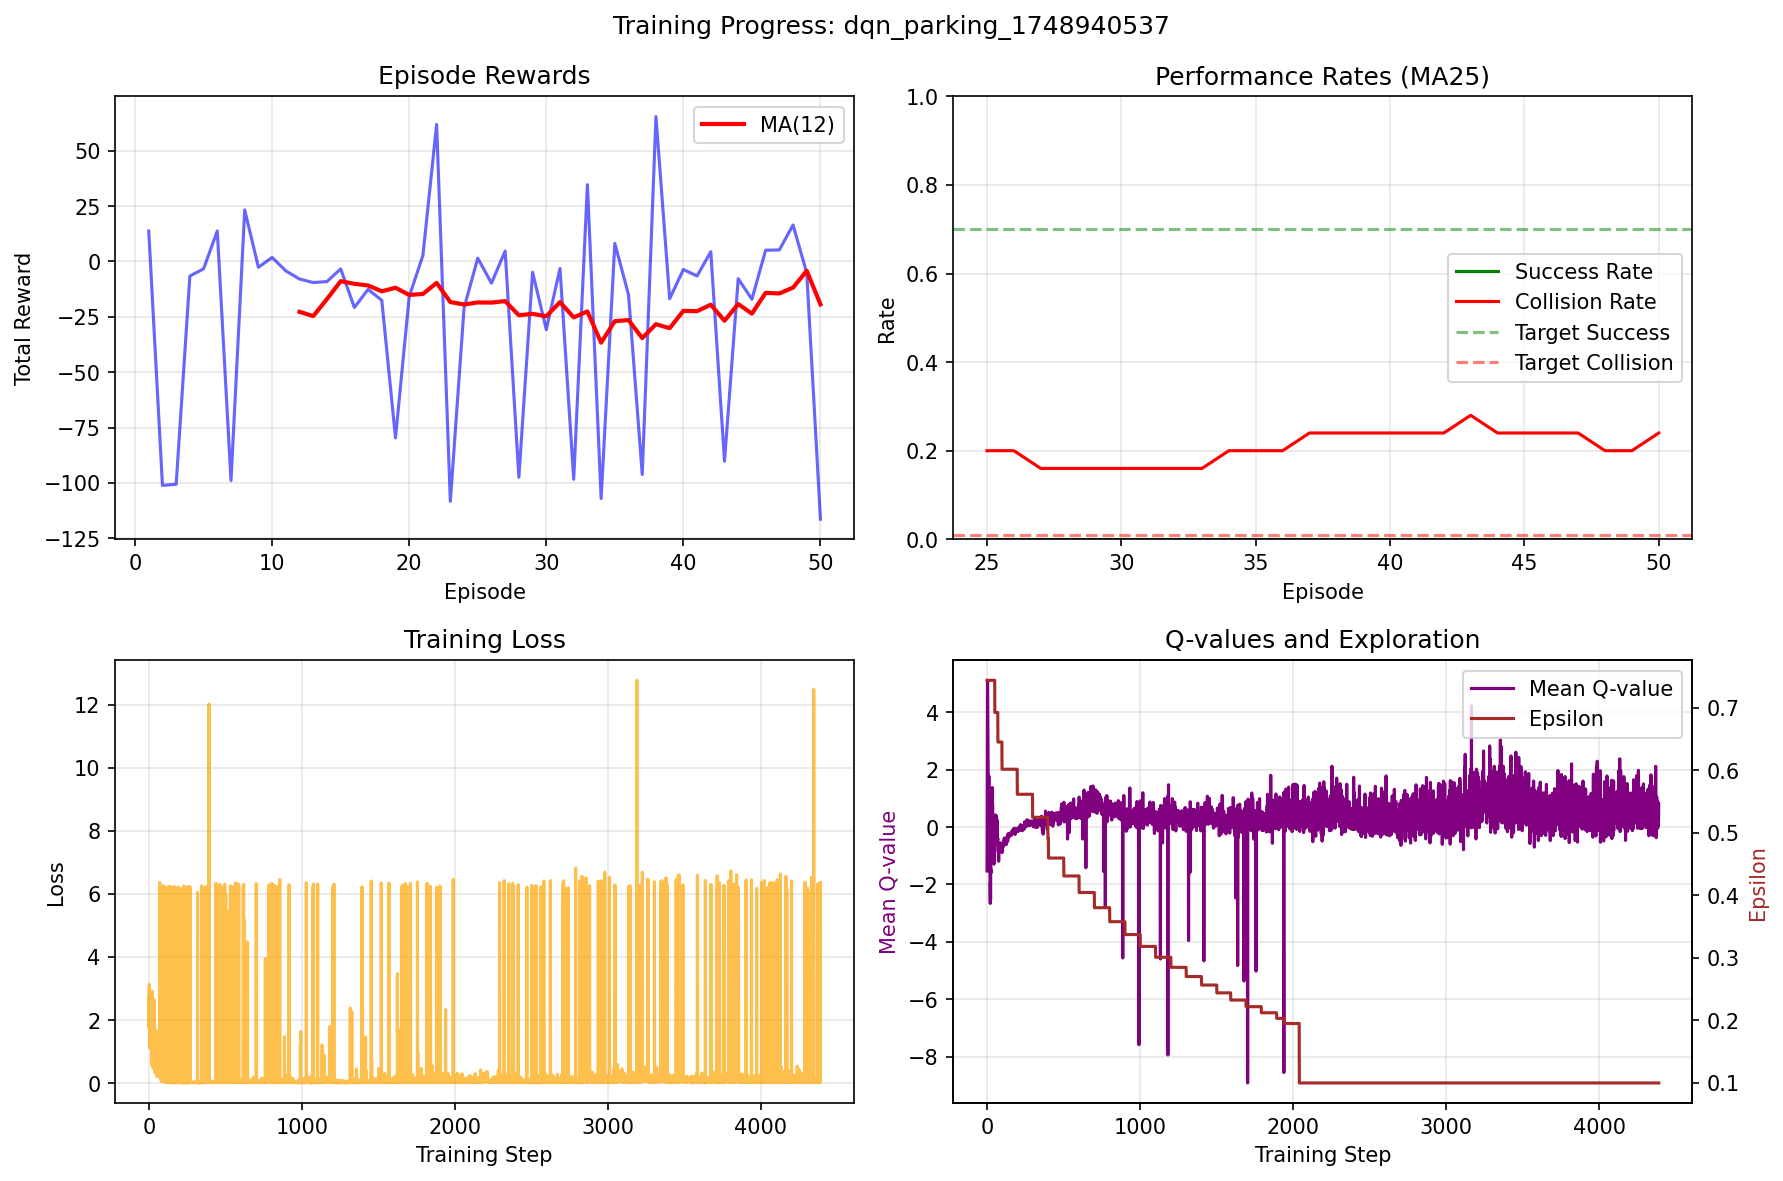 Training Progress: dqn_parking_1748940537
Episode Rewards
MA(12)
50
25
0
−25
−50
−75
−100
−125
Total Reward
0
10
20
30
40
50
Episode
Performance Rates (MA25)
1.0
0.8
0.6
0.4
0.2
0.0
Rate
Success Rate
Collision Rate
Target Success
Target Collision
25
30
35
40
45
50
Episode
Training Loss
12
10
8
6
4
2
0
Loss
0
1000
2000
3000
4000
Training Step
Q-values and Exploration
Mean Q-value
Epsilon
4
2
0
−2
−4
−6
−8
Mean Q-value
0.7
0.6
0.5
0.4
0.3
0.2
0.1
Epsilon
0
1000
2000
3000
4000
Training Step